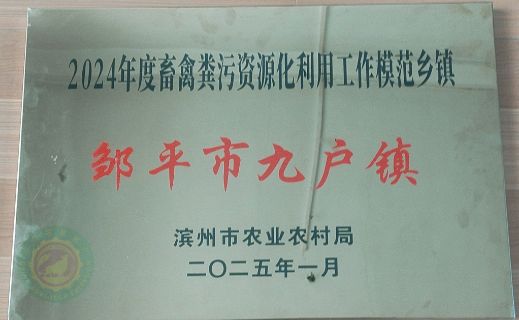 2024年度畜禽粪污资源化利用工作模范乡镇
邹平市九户镇
滨州市农业农村局
二〇二五年一月